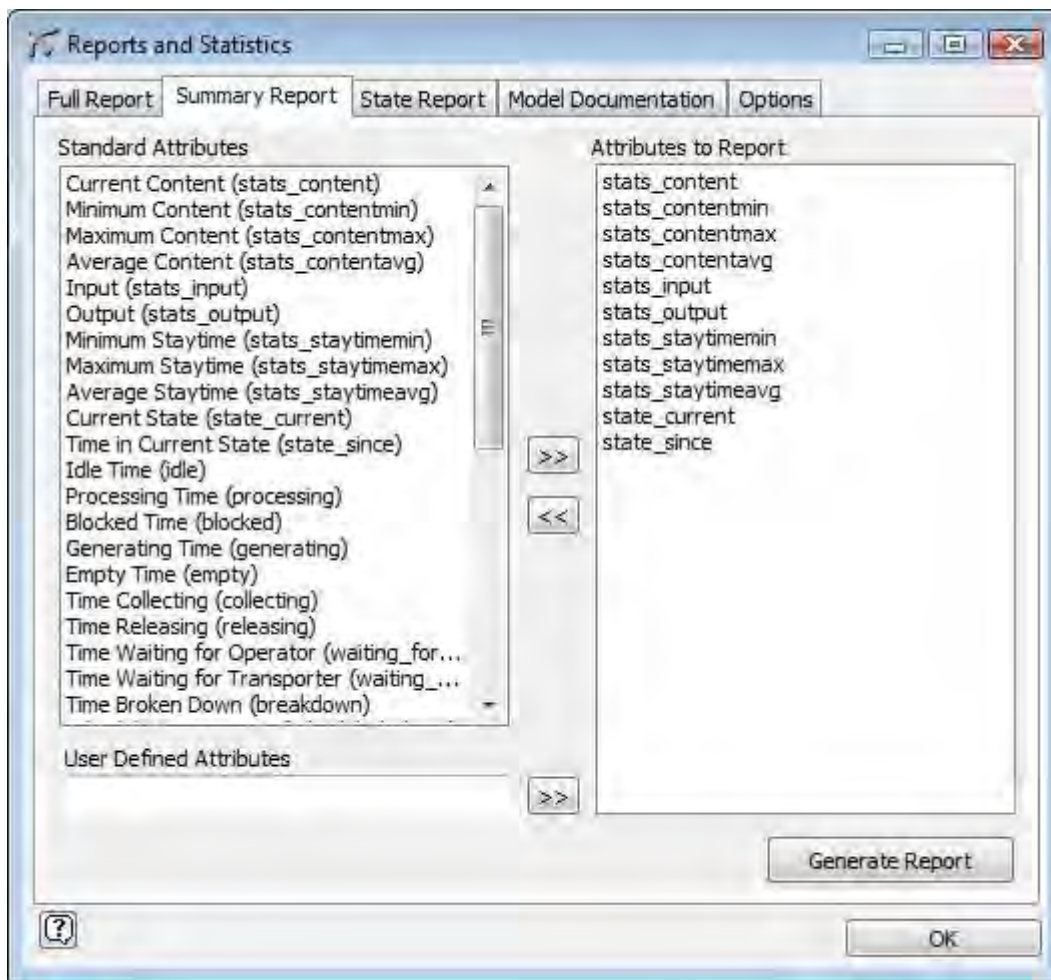 Reports and Statistics
Full Report
Summary Report
State Report
Model Documentation
Options
Standard Attributes
Current Content (stats_content)
Minimum Content (stats_contentmin)
Maximum Content (stats_contentmax)
Average Content (stats_contentavg)
Input (stats_input)
Output (stats_output)
Minimum Staytime (stats_staytimemin)
Maximum Staytime (stats_staytimemax)
Average Staytime (stats_staytimeavg)
Current State (state_current)
Time in Current State (state_since)
Idle Time (idle)
Processing Time (processing)
Blocked Time (blocked)
Generating Time (generating)
Empty Time (empty)
Time Collecting (collecting)
Time Releasing (releasing)
Time Waiting for Operator (waiting_for...
Time Waiting for Transporter (waiting_...
Time Broken Down (breakdown)
>>
<<
Attributes to Report
stats_content
stats_contentmin
stats_contentmax
stats_contentavg
stats_input
stats_output
stats_staytimemin
stats_staytimemax
stats_staytimeavg
state_current
state_since
User Defined Attributes
>>
Generate Report
?
OK